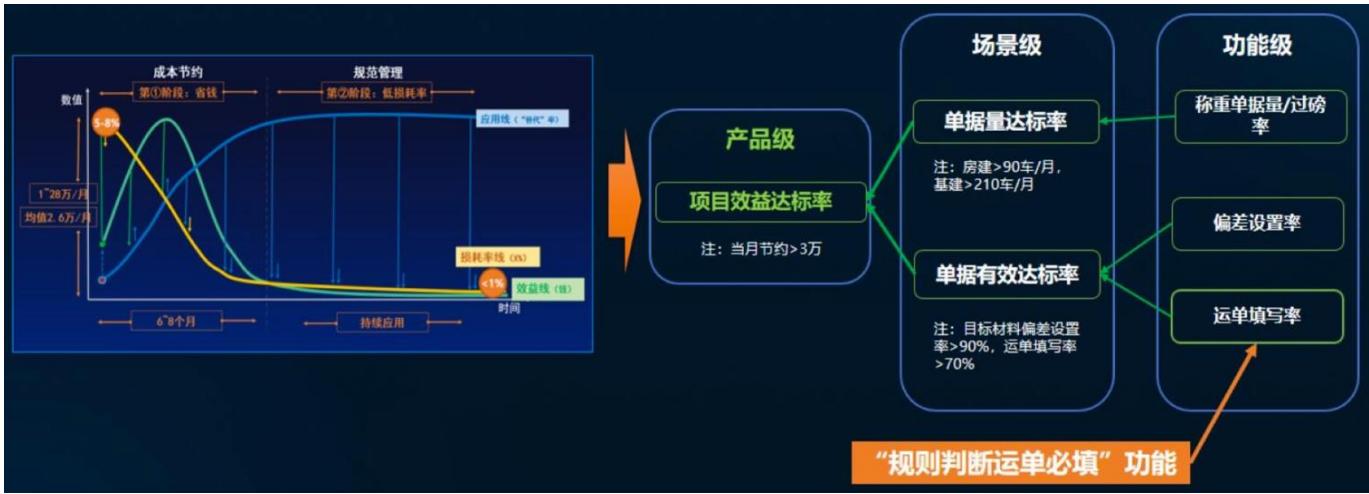 成本节约
规范管理
第①阶段：省钱
第②阶段：低损耗率
数值
5-8%
应用线（“替代”率）
1~28万/月
均值2.6万/月
损耗率线（X%）
<1%
效益线（钱）
时间
6~8个月
持续应用
产品级
项目效益达标率
注：当月节约>3万
场景级
单据量达标率
注：房建>90车/月，
基建>210车/月
单据有效达标率
注：目标材料偏差设置
率>90%，运单填写率
>70%
功能级
称重单据量/过磅
率
偏差设置率
运单填写率
“规则判断运单必填”功能